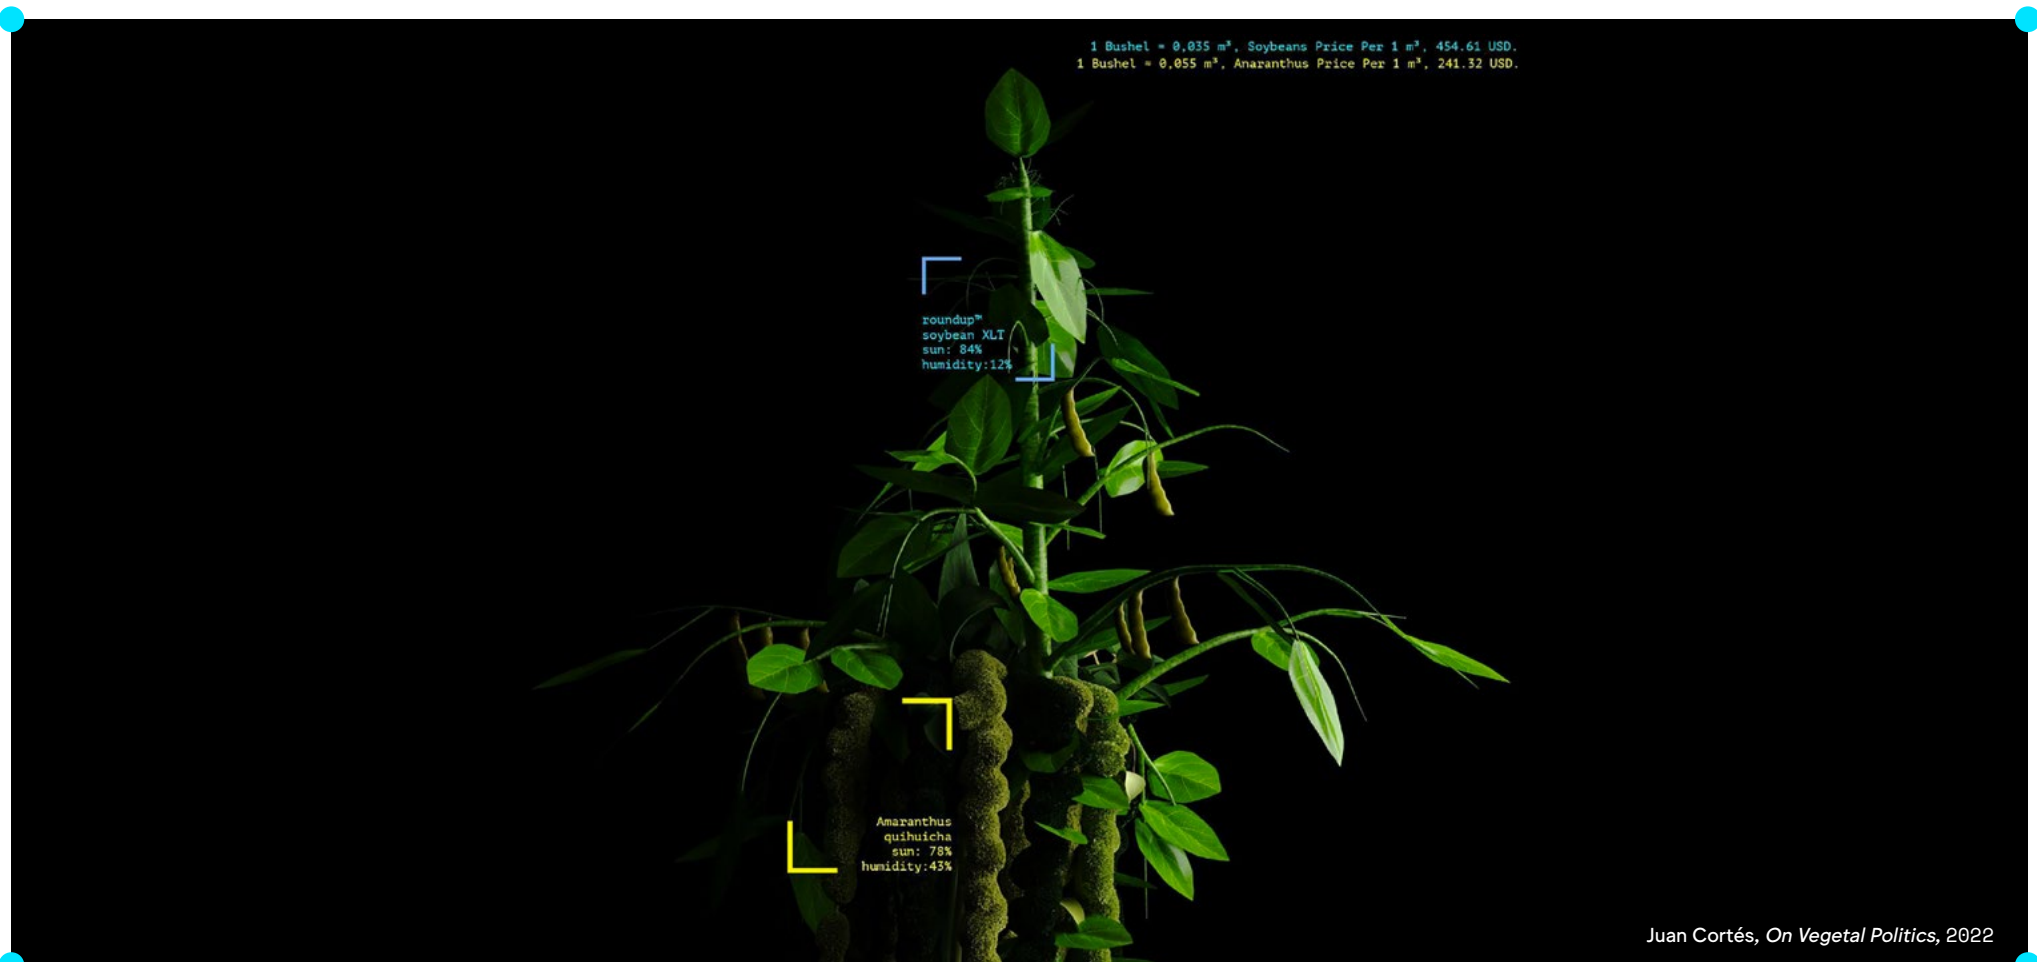 1 Bushel = 0,035 m³, Soybeans Price Per 1 m³, 454.61 USD.
1 Bushel = 0,055 m³, Anaranthus Price Per 1 m³, 241.32 USD.
roundup™
soybean XLT
sun: 84%
humidity:12%
Amaranthus
quihuicha
sun: 78%
humidity:43%
Juan Cortés, On Vegetal Politics, 2022